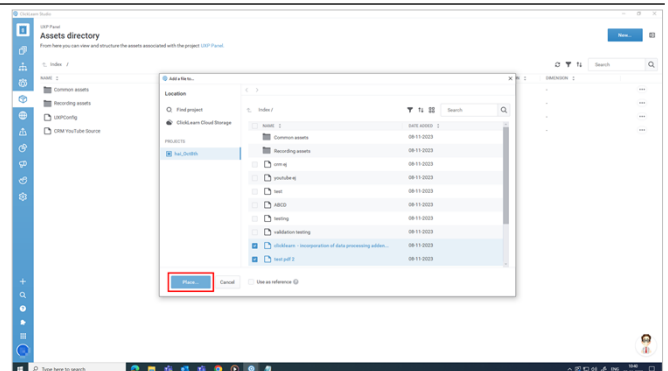 ClickLearn Studio
UXP Panel
Assets directory
From here you can view and structure the assets associated with the project UXP Panel.
New...
Index /
Search
NAME
DIMENSION
Common assets
Recording assets
UXPConfig
CRM YouTube Source
Add a file to...
Location
Find project
ClickLearn Cloud Storage
PROJECTS
Index /
Search
NAME
DATE ADDED
Common assets 08-11-2023
Recording assets 08-11-2023
crm ej 08-11-2023
youtube ej 08-11-2023
test 08-11-2023
ABCD 08-11-2023
testing 08-11-2023
validation testing 08-11-2023
clicklearn - incorporation of data processing adden... 08-11-2023
test pdf 2 08-11-2023
Place...
Cancel
Use as reference
Type here to search
ENG